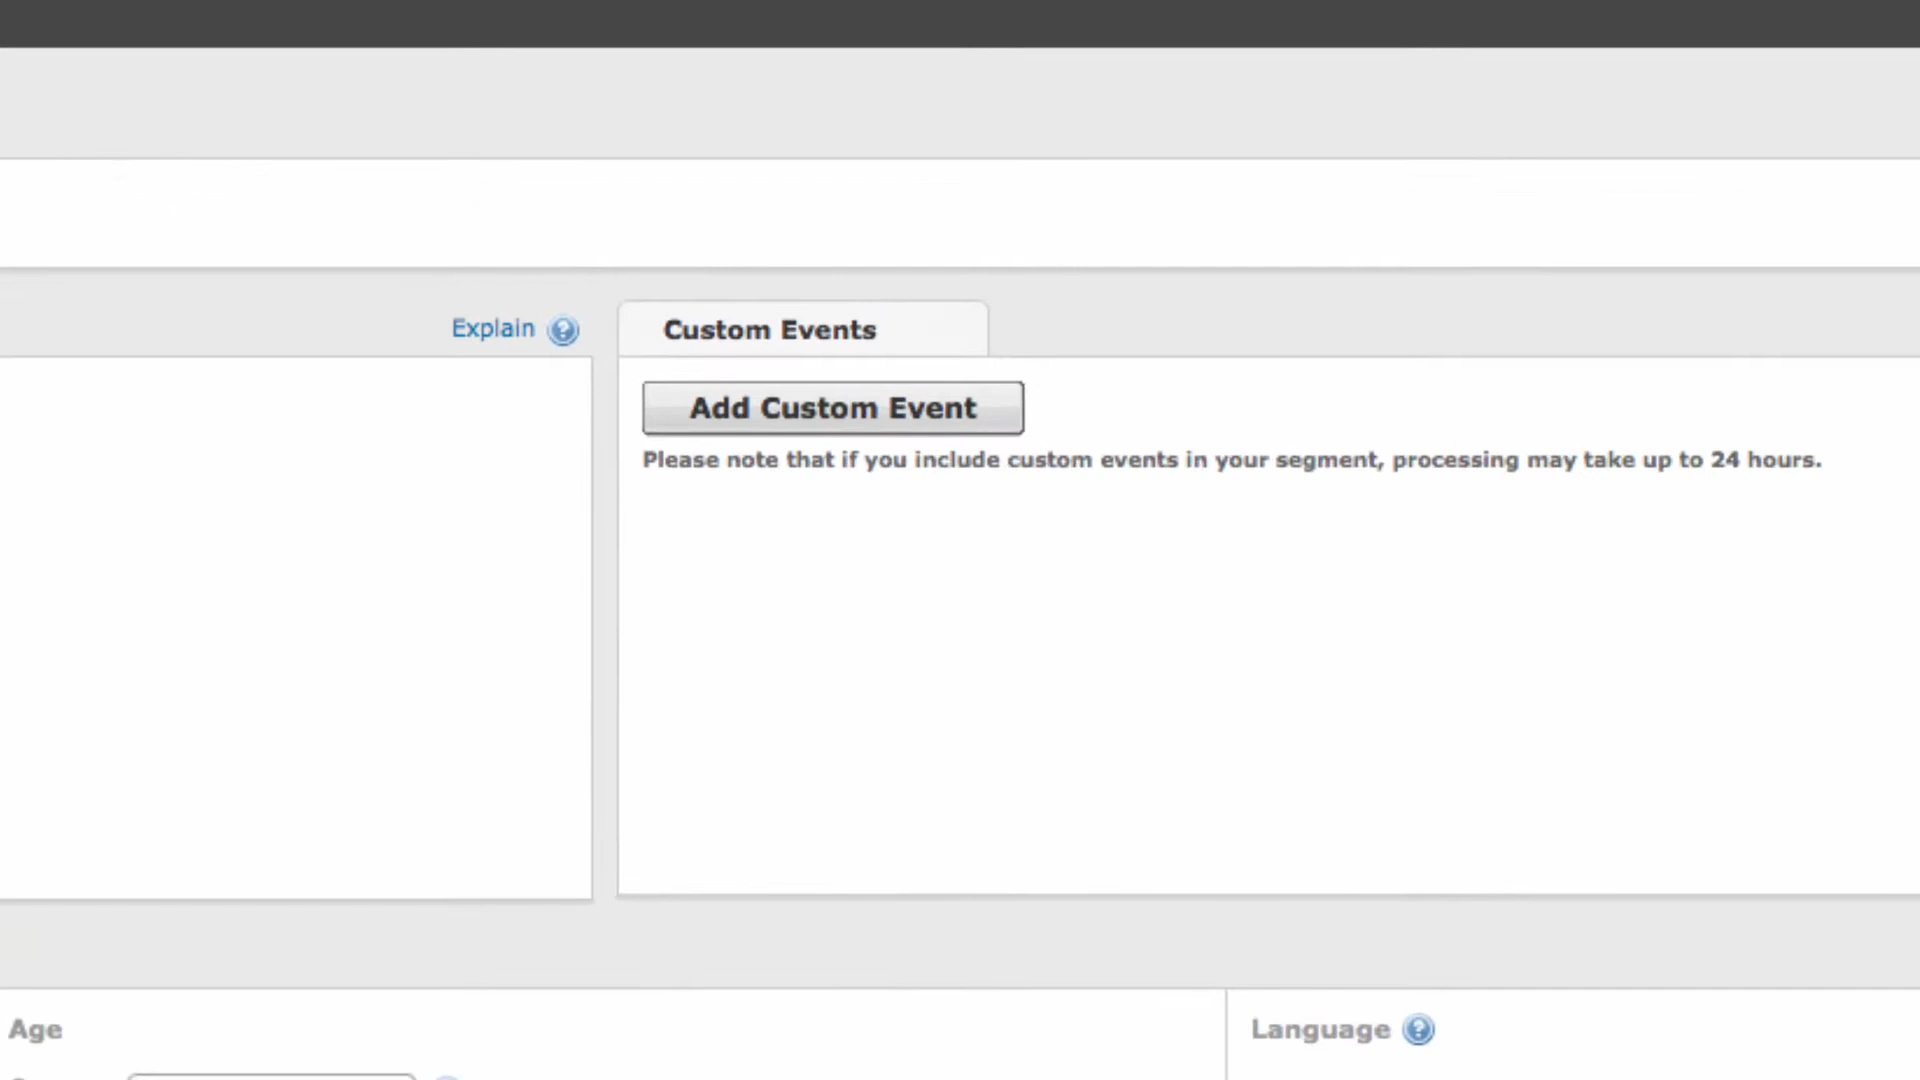 Explain
Custom Events
Add Custom Event
Please note that if you include custom events in your segment, processing may take up to 24 hours.
Age
Language